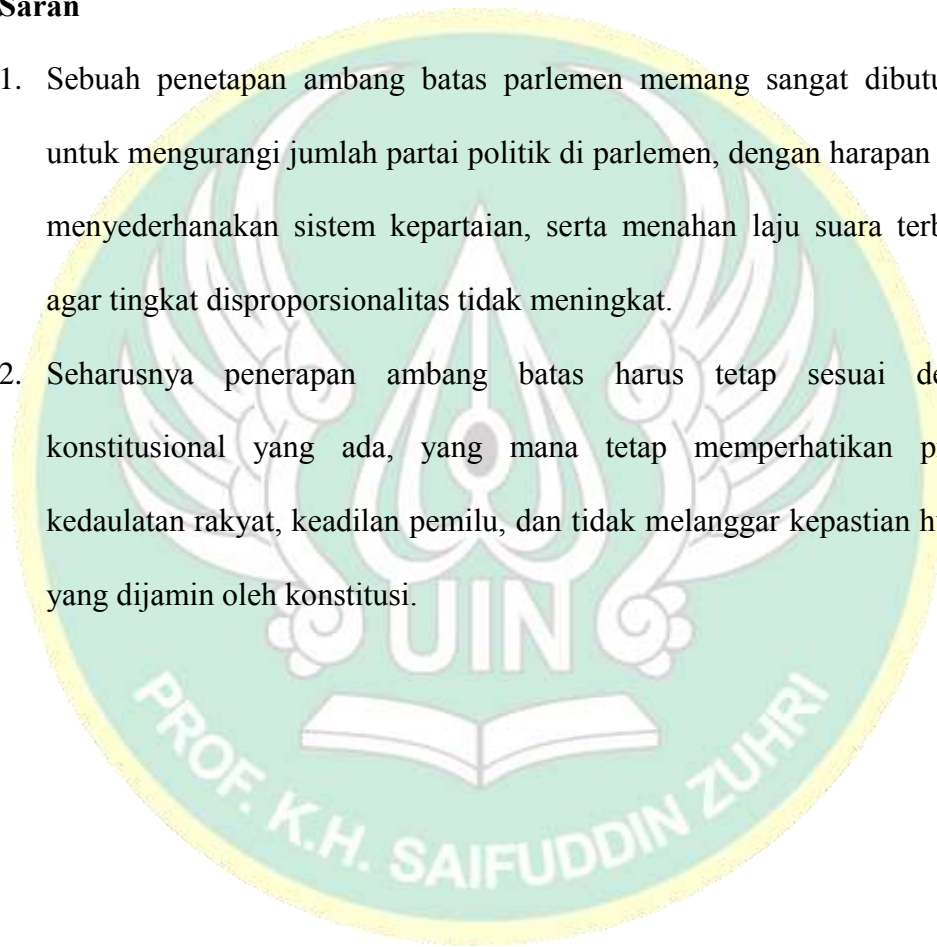 Saran
1. Sebuah penetapan ambang batas parlemen memang sangat dibutu
untuk mengurangi jumlah partai politik di parlemen, dengan harapan
menyederhanakan sistem kepartaian, serta menahan laju suara terb
agar tingkat disproporsionalitas tidak meningkat.
2. Seharusnya penerapan ambang batas harus tetap sesuai de
konstitusional yang ada, yang mana tetap memperhatikan p
kedaulatan rakyat, keadilan pemilu, dan tidak melanggar kepastian h
yang dijamin oleh konstitusi.
UIN
PROF. K.H. SAIFUDDIN ZUHRI